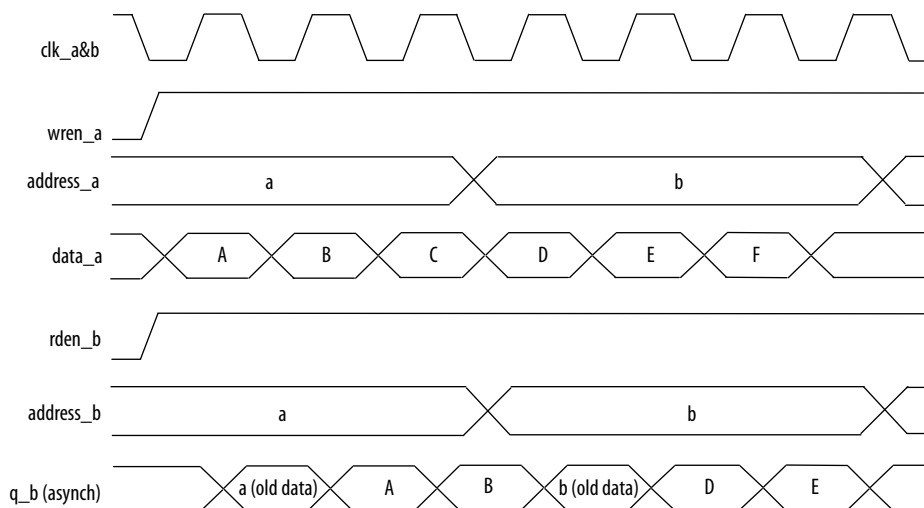 clk_a&b
wren_a
address_a a b
data_a A B C D E F
rden_b
address_b a b
q_b (asynch) a (old data) A B b (old data) D E